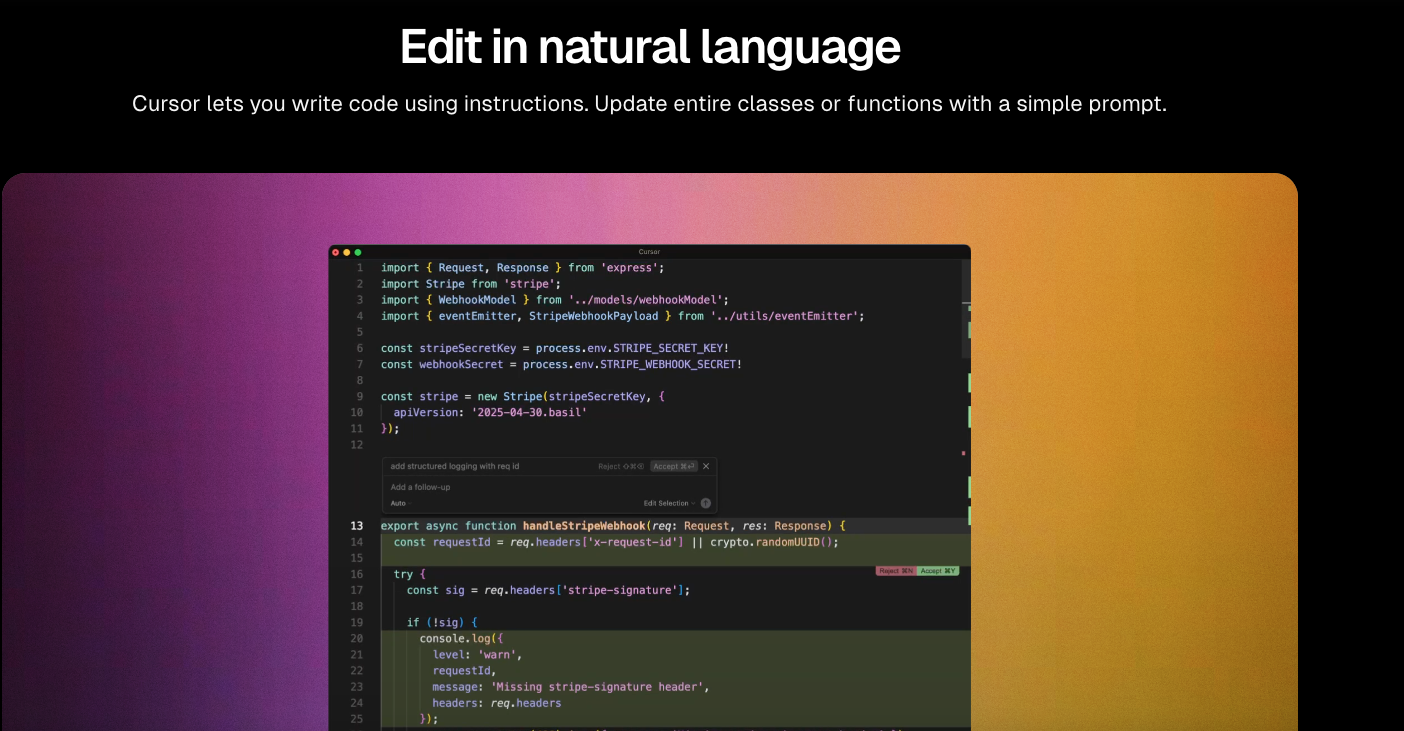 Edit in natural language
Cursor lets you write code using instructions. Update entire classes or functions with a simple prompt.
Cursor
1 import { Request, Response } from 'express';
2 import Stripe from 'stripe';
3 import { WebhookModel } from '../models/webhookModel';
4 import { eventEmitter, StripeWebhookPayload } from '../utils/eventEmitter';
5
6 const stripeSecretKey = process.env.STRIPE_SECRET_KEY!
7 const webhookSecret = process.env.STRIPE_WEBHOOK_SECRET!
8
9 const stripe = new Stripe(stripeSecretKey, {
10 apiVersion: '2025-04-30.basil'
11 });
12
add structured logging with req id Reject Accept ⌘⏎ ✕
Add a follow-up
Auto Edit Selection
13 export async function handleStripeWebhook(req: Request, res: Response) {
14 const requestId = req.headers['x-request-id'] || crypto.randomUUID();
15
16 try {
Reject ⌘N Accept ⌘Y
17 const sig = req.headers['stripe-signature'];
18
19 if (!sig) {
20 console.log({
21 level: 'warn',
22 requestId,
23 message: 'Missing stripe-signature header',
24 headers: req.headers
25 });